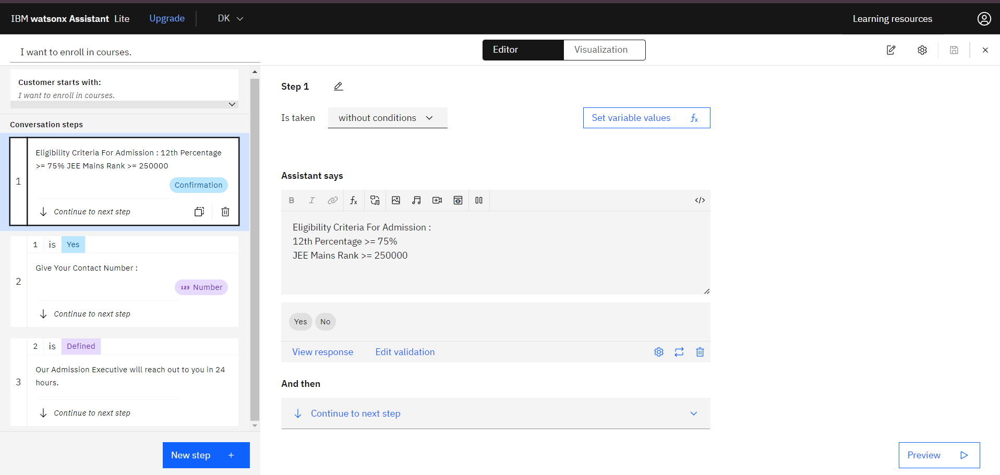 IBM watsonx Assistant Lite Upgrade DK Learning resources
I want to enroll in courses.
Editor Visualization
Customer starts with:
I want to enroll in courses.
Conversation steps
1
Eligibility Criteria For Admission : 12th Percentage
>= 75% JEE Mains Rank >= 250000
Confirmation
Continue to next step
1 is Yes
2
Give Your Contact Number :
123 Number
Continue to next step
2 is Defined
3
Our Admission Executive will reach out to you in 24
hours.
Continue to next step
New step +
Step 1
Is taken without conditions
Set variable values fx
Assistant says
B I fx </>
Eligibility Criteria For Admission :
12th Percentage >= 75%
JEE Mains Rank >= 250000
Yes No
View response Edit validation
And then
Continue to next step
Preview